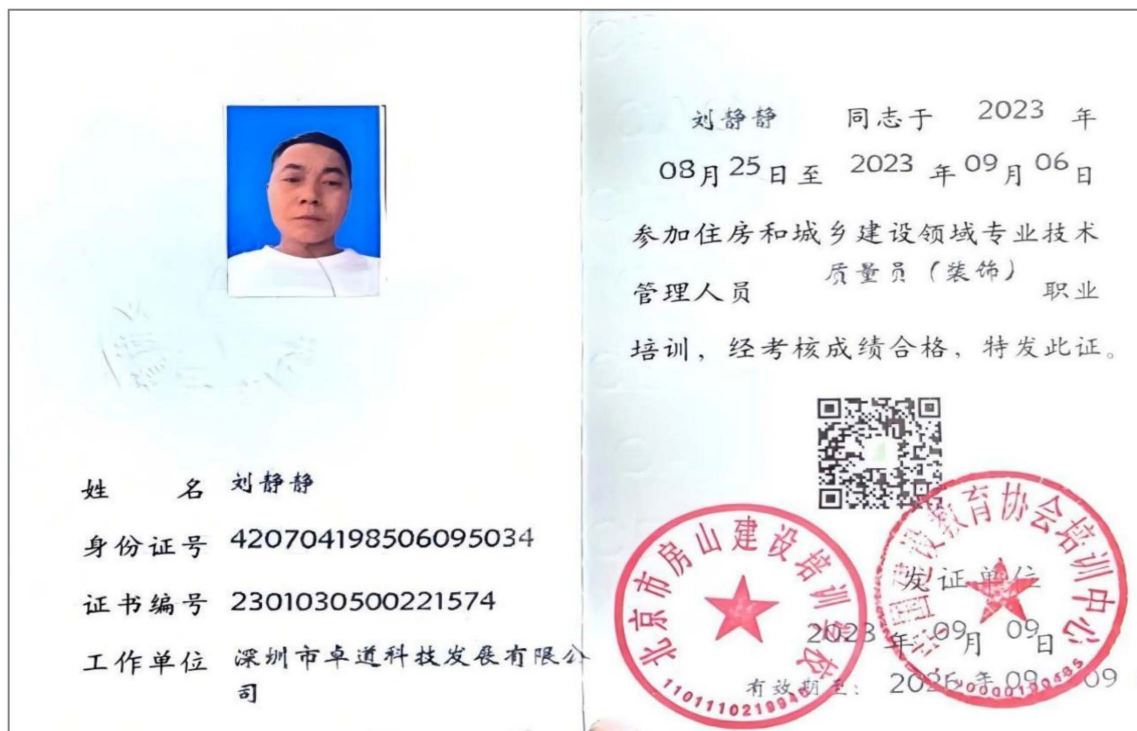 姓 名 刘静静
身份证号 420704198506095034
证书编号 2301030500221574
工作单位 深圳市卓道科技发展有限公
司
刘静静 同志于 2023 年
08月25日至 2023 年09月06日
参加住房和城乡建设领域专业技术
管理人员 质量员（装饰） 职业
培训，经考核成绩合格，特发此证。
北京市房山建设培训学校
建设教育协会培训中心
发证单位
2023 年 09月 09日
有效期至： 2026 年 09 09